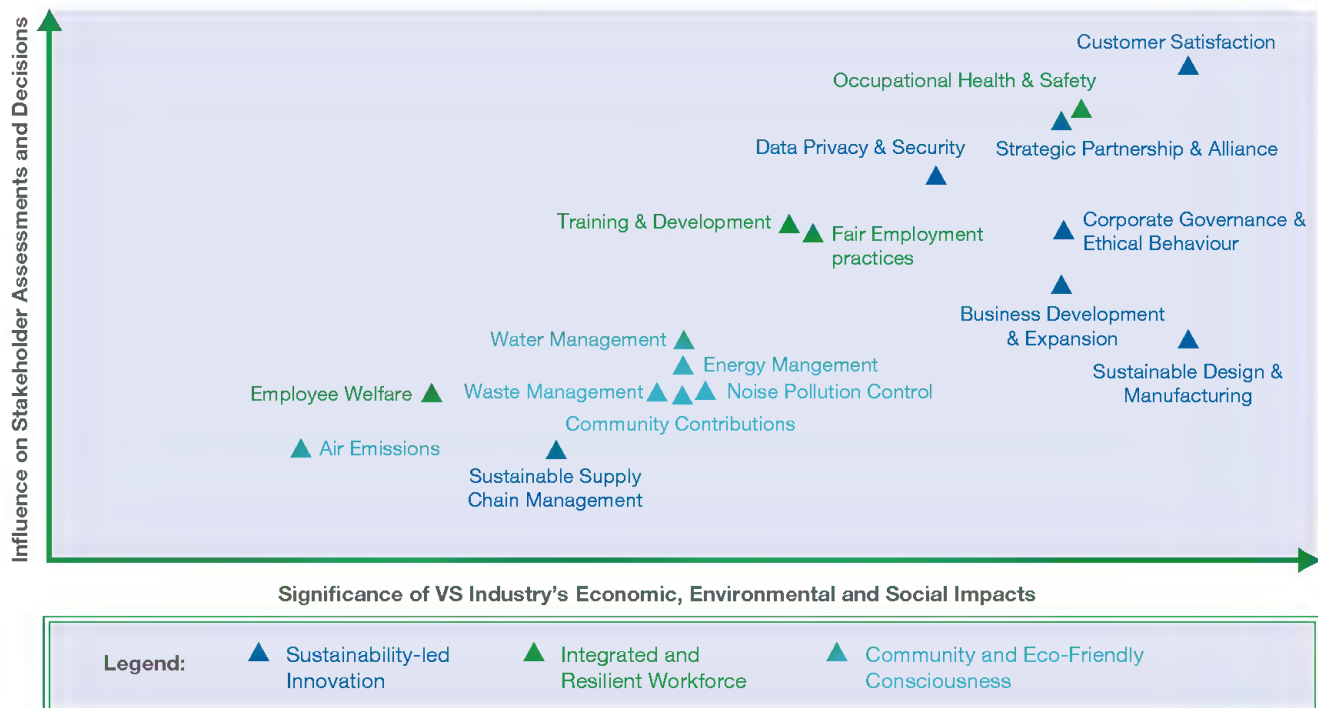 Influence on Stakeholder Assessments and Decisions
Customer Satisfaction
Occupational Health & Safety
Data Privacy & Security
Strategic Partnership & Alliance
Training & Development
Fair Employment
practices
Corporate Governance &
Ethical Behaviour
Business Development
& Expansion
Water Management
Energy Mangement
Sustainable Design &
Manufacturing
Employee Welfare
Waste Management
Noise Pollution Control
Community Contributions
Air Emissions
Sustainable Supply
Chain Management
Significance of VS Industry's Economic, Environmental and Social Impacts
Legend:
Sustainability-led
Innovation
Integrated and
Resilient Workforce
Community and Eco-Friendly
Consciousness